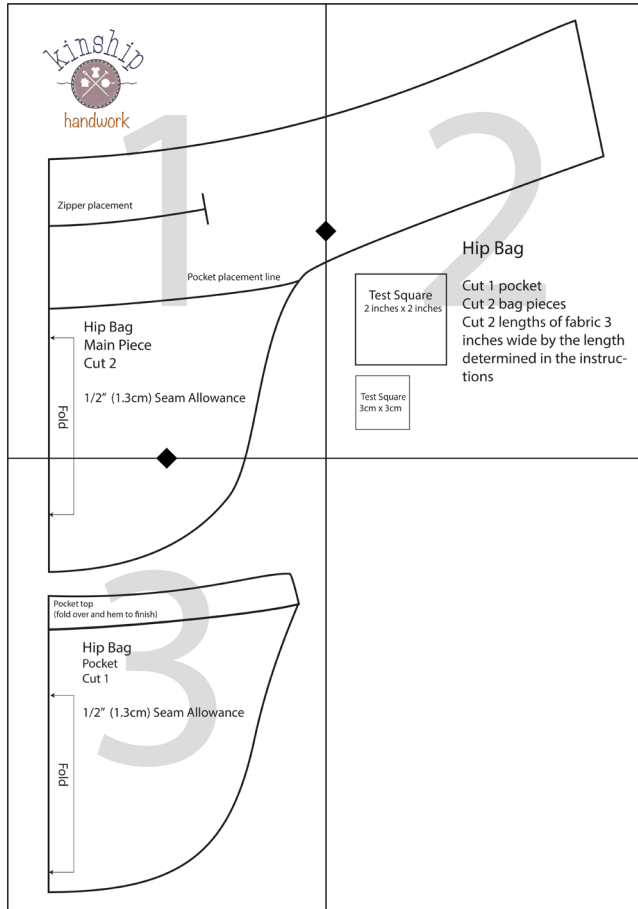 kinship
handwork
1
2
Zipper placement
Pocket placement line
Hip Bag
Main Piece
Cut 2
1/2" (1.3cm) Seam Allowance
Fold
Hip Bag
Cut 1 pocket
Cut 2 bag pieces
Cut 2 lengths of fabric 3
inches wide by the length
determined in the instruc-
tions
Test Square
2 inches x 2 inches
Test Square
3cm x 3cm
3
Pocket top
(fold over and hem to finish)
Hip Bag
Pocket
Cut 1
1/2" (1.3cm) Seam Allowance
Fold